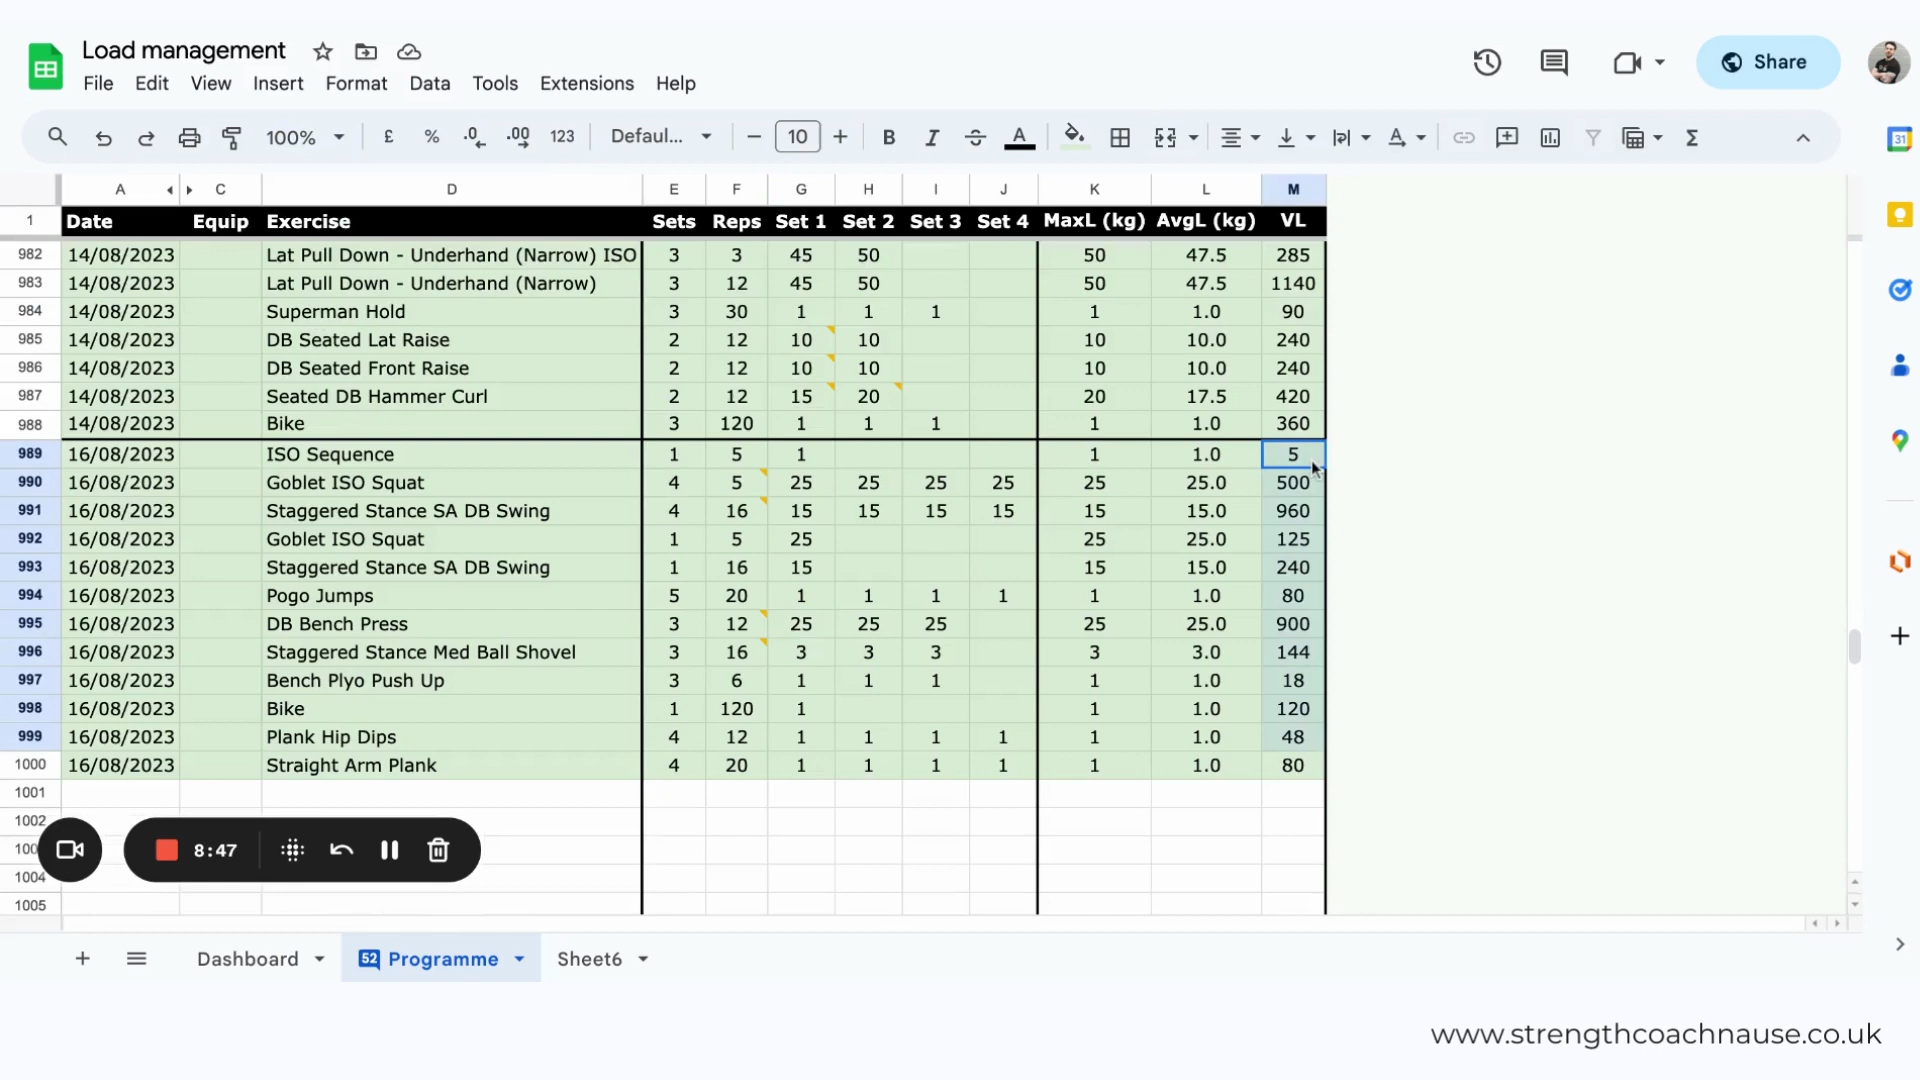 Load management
File Edit View Insert Format Data Tools Extensions Help
Share
100% £ % .0 .00 123 Defaul... 10 B I A Σ
31
A C D E F G H I J K L M
1 Date Equip Exercise Sets Reps Set 1 Set 2 Set 3 Set 4 MaxL (kg) AvgL (kg) VL
982 14/08/2023 Lat Pull Down - Underhand (Narrow) ISO 3 3 45 50 50 47.5 285
983 14/08/2023 Lat Pull Down - Underhand (Narrow) 3 12 45 50 50 47.5 1140
984 14/08/2023 Superman Hold 3 30 1 1 1 1 1.0 90
985 14/08/2023 DB Seated Lat Raise 2 12 10 10 10 10.0 240
986 14/08/2023 DB Seated Front Raise 2 12 10 10 10 10.0 240
987 14/08/2023 Seated DB Hammer Curl 2 12 15 20 20 17.5 420
988 14/08/2023 Bike 3 120 1 1 1 1 1.0 360
989 16/08/2023 ISO Sequence 1 5 1 1 1.0 5
990 16/08/2023 Goblet ISO Squat 4 5 25 25 25 25 25 25.0 500
991 16/08/2023 Staggered Stance SA DB Swing 4 16 15 15 15 15 15 15.0 960
992 16/08/2023 Goblet ISO Squat 1 5 25 25 25.0 125
993 16/08/2023 Staggered Stance SA DB Swing 1 16 15 15 15.0 240
994 16/08/2023 Pogo Jumps 5 20 1 1 1 1 1 1.0 80
995 16/08/2023 DB Bench Press 3 12 25 25 25 25 25.0 900
996 16/08/2023 Staggered Stance Med Ball Shovel 3 16 3 3 3 3 3.0 144
997 16/08/2023 Bench Plyo Push Up 3 6 1 1 1 1 1.0 18
998 16/08/2023 Bike 1 120 1 1 1.0 120
999 16/08/2023 Plank Hip Dips 4 12 1 1 1 1 1 1.0 48
1000 16/08/2023 Straight Arm Plank 4 20 1 1 1 1 1 1.0 80
1001
1002
100
1004
1005
8:47
Dashboard 52 Programme Sheet6
www.strengthcoachnause.co.uk